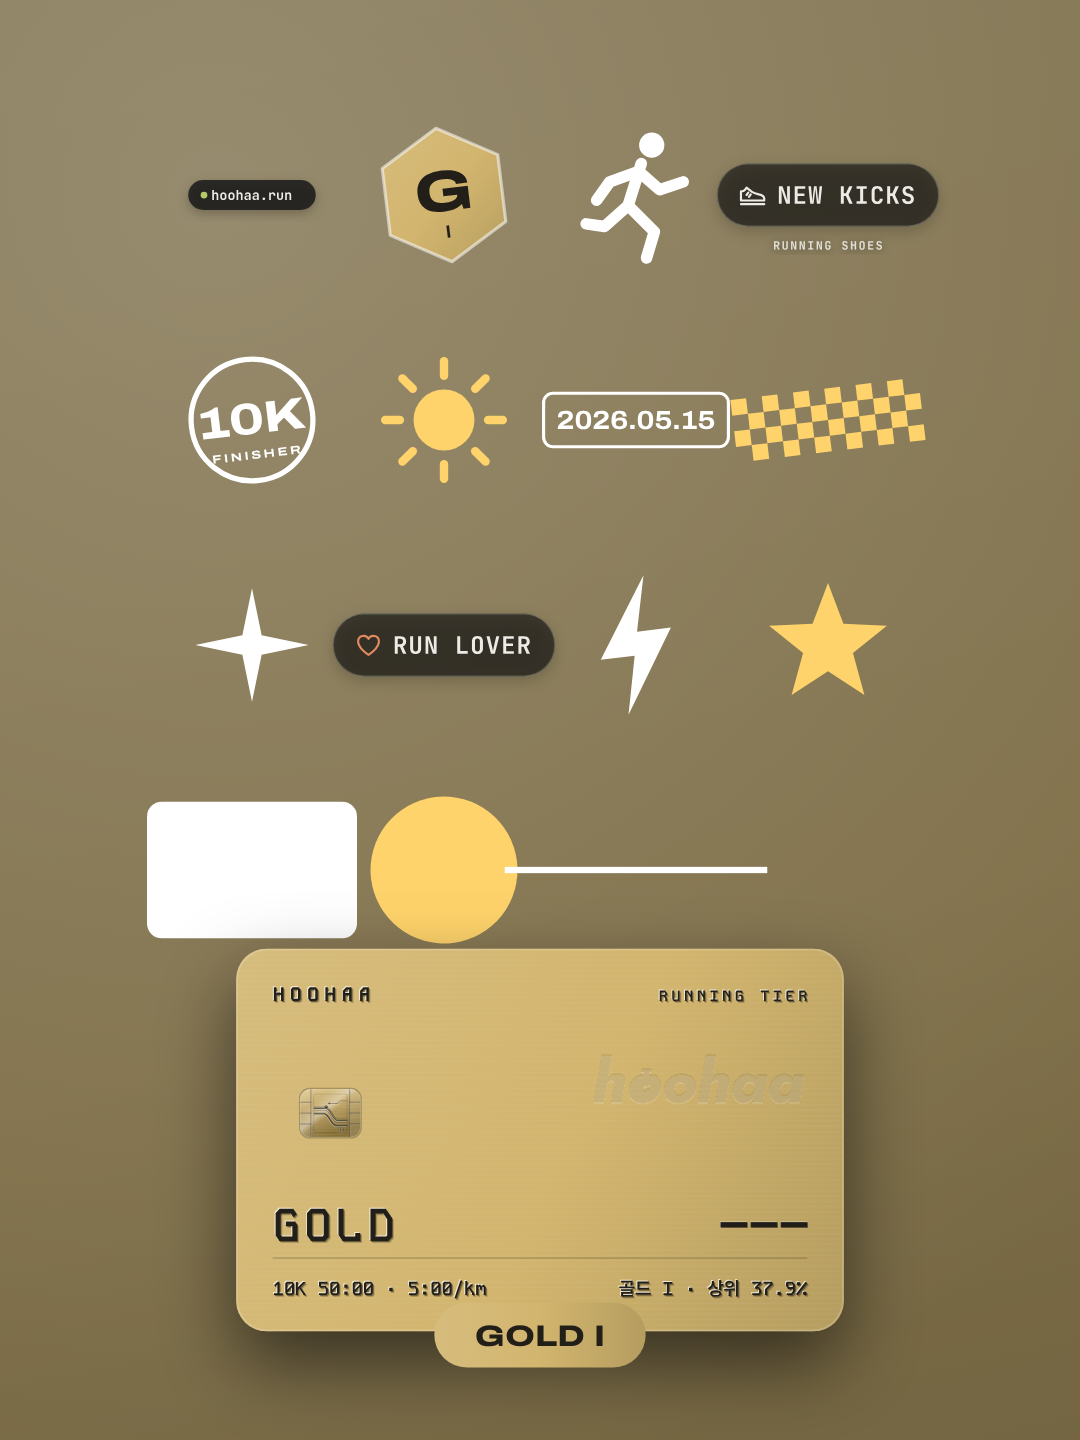 hoohaa.run
G
I
NEW KICKS
RUNNING SHOES
10K
FINISHER
2026.05.15
RUN LOVER
HOOHAA
RUNNING TIER
hoohaa
GOLD
———
10K 50:00 · 5:00/km
골드 I · 상위 37.9%
GOLD I